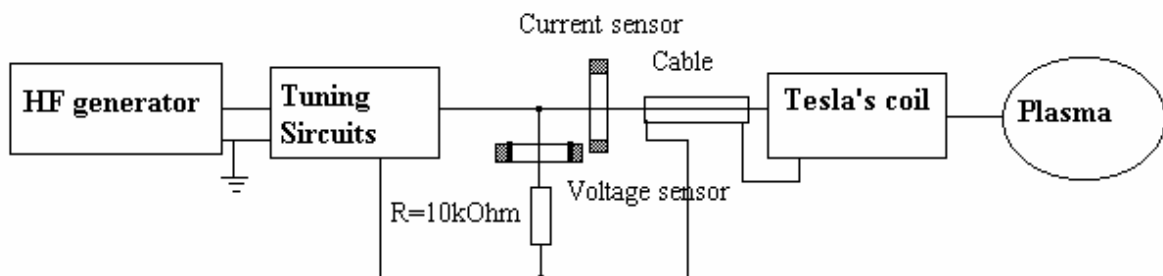 Current sensor
Cable
HF generator
Tuning
Sircuits
Tesla's coil
Plasma
Voltage sensor
R=10kOhm